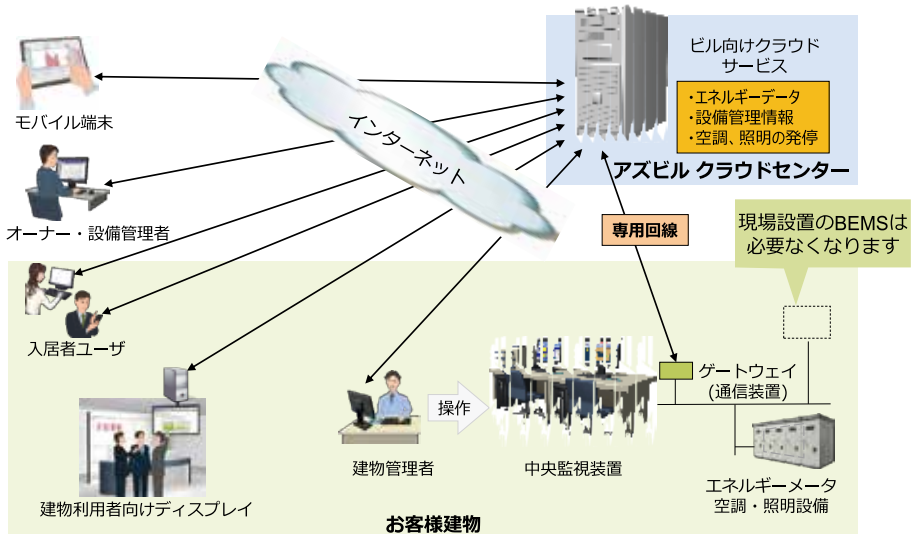 ビル向けクラウド
サービス
・エネルギーデータ
・設備管理情報
・空調、照明の発停
アズビル クラウドセンター
モバイル端末
インターネット
オーナー・設備管理者
専用回線
現場設置のBEMSは
必要なくなります
入居者ユーザ
ゲートウェイ
(通信装置)
操作
建物管理者
中央監視装置
エネルギーメータ
空調・照明設備
建物利用者向けディスプレイ
お客様建物